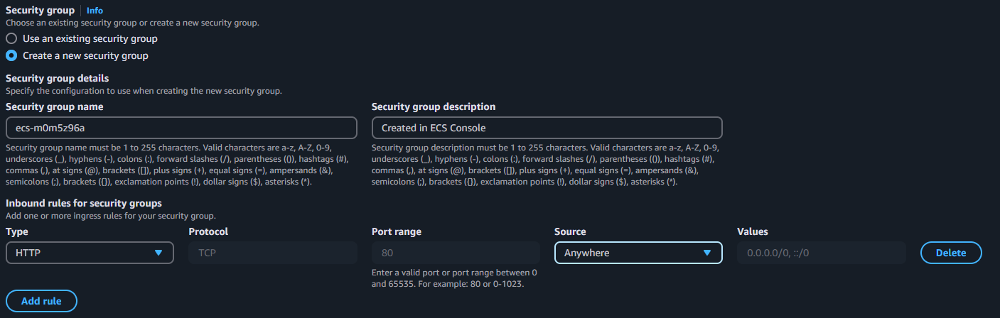 Security group Info
Choose an existing security group or create a new security group.
Use an existing security group
Create a new security group
Security group details
Specify the configuration to use when creating the new security group.
Security group name
ecs-m0m5z96a
Security group name must be 1 to 255 characters. Valid characters are a-z, A-Z, 0-9,
underscores (_), hyphens (-), colons (:), forward slashes (/), parentheses (()), hashtags (#),
commas (,), at signs (@), brackets ([]), plus signs (+), equal signs (=), ampersands (&),
semicolons (;), brackets ({}), exclamation points (!), dollar signs ($), asterisks (*).
Security group description
Created in ECS Console
Security group description must be 1 to 255 characters. Valid characters are a-z, A-Z, 0-9,
underscores (_), hyphens (-), colons (:), forward slashes (/), parentheses (()), hashtags (#),
commas (,), at signs (@), brackets ([]), plus signs (+), equal signs (=), ampersands (&),
semicolons (;), brackets ({}), exclamation points (!), dollar signs ($), asterisks (*).
Inbound rules for security groups
Add one or more ingress rules for your security group.
Type Protocol Port range Source Values
HTTP TCP 80 Anywhere 0.0.0.0/0, ::/0 Delete
Enter a valid port or port range between 0
and 65535. For example: 80 or 0-1023.
Add rule